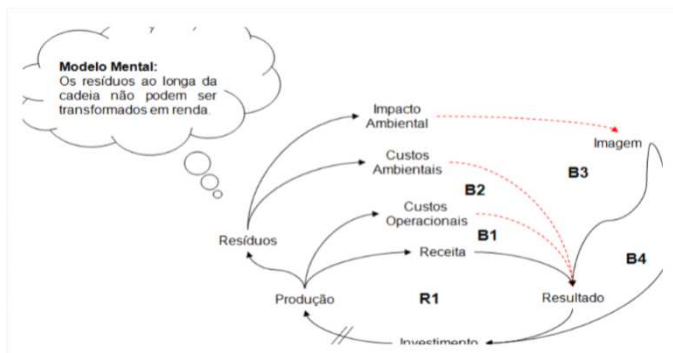 Modelo Mental:
Os resíduos ao longa da
cadeia não podem ser
transformados em renda.
Impacto
Ambiental
Imagem
Custos
Ambientais
B3
B2
Custos
Operacionais
B1
Resíduos
Receita
B4
Produção
R1
Resultado
Investimento